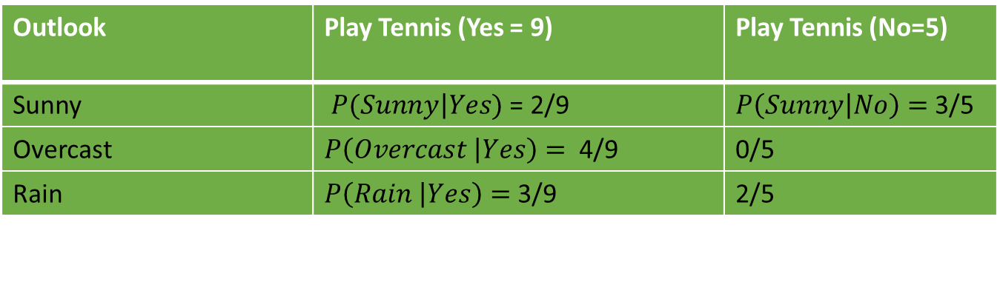 Outlook Play Tennis (Yes = 9) Play Tennis (No=5)
Sunny P(Sunny|Yes) = 2/9 P(Sunny|No) = 3/5
Overcast P(Overcast |Yes) = 4/9 0/5
Rain P(Rain |Yes) = 3/9 2/5